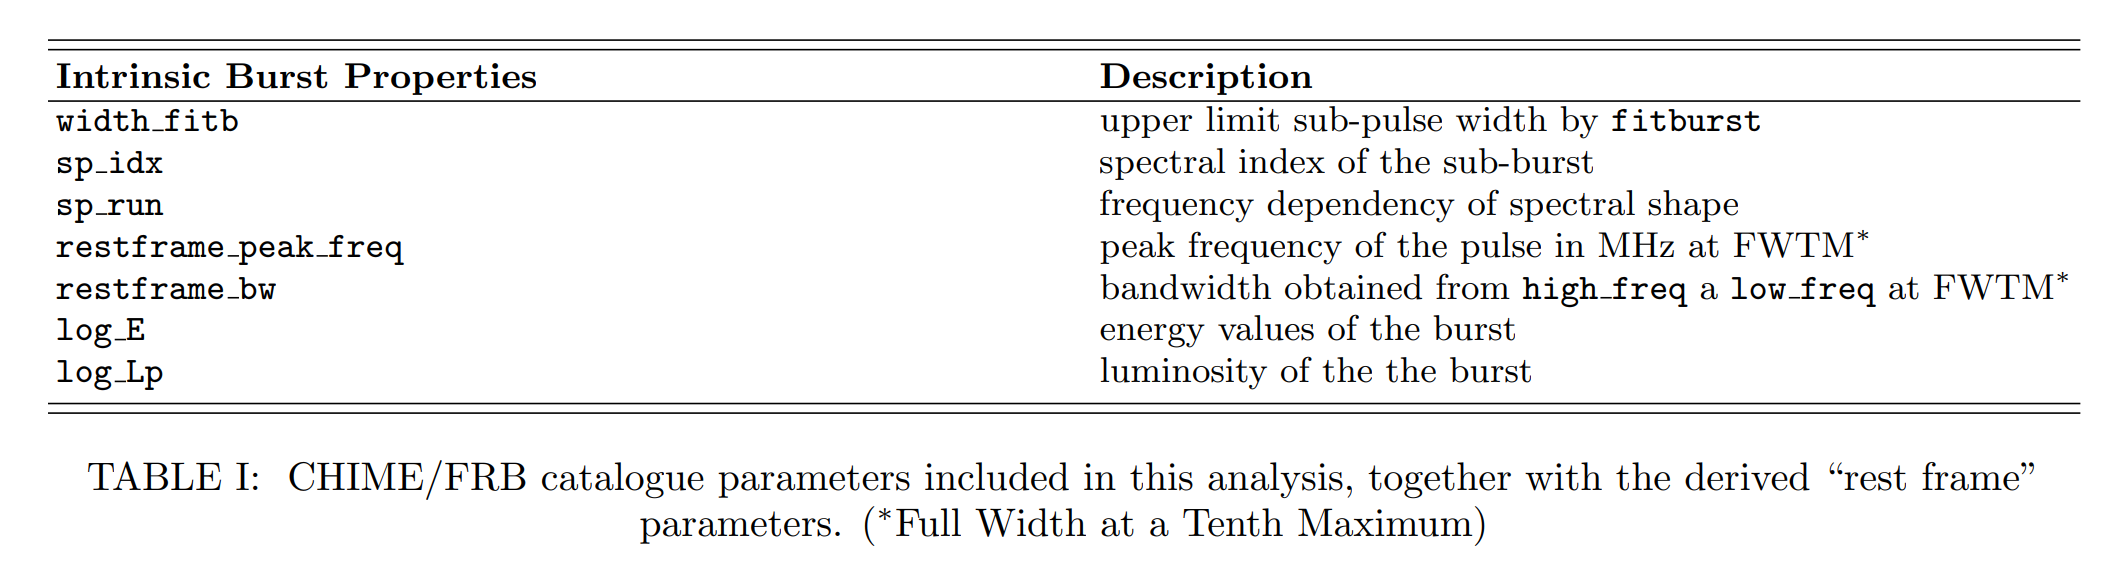 Intrinsic Burst Properties Description
width_fitb upper limit sub-pulse width by fitburst
sp_idx spectral index of the sub-burst
sp_run frequency dependency of spectral shape
restframe_peak_freq peak frequency of the pulse in MHz at FWTM*
restframe_bw bandwidth obtained from high_freq a low_freq at FWTM*
log_E energy values of the burst
log_Lp luminosity of the the burst
TABLE I: CHIME/FRB catalogue parameters included in this analysis, together with the derived “rest frame”
parameters. (*Full Width at a Tenth Maximum)